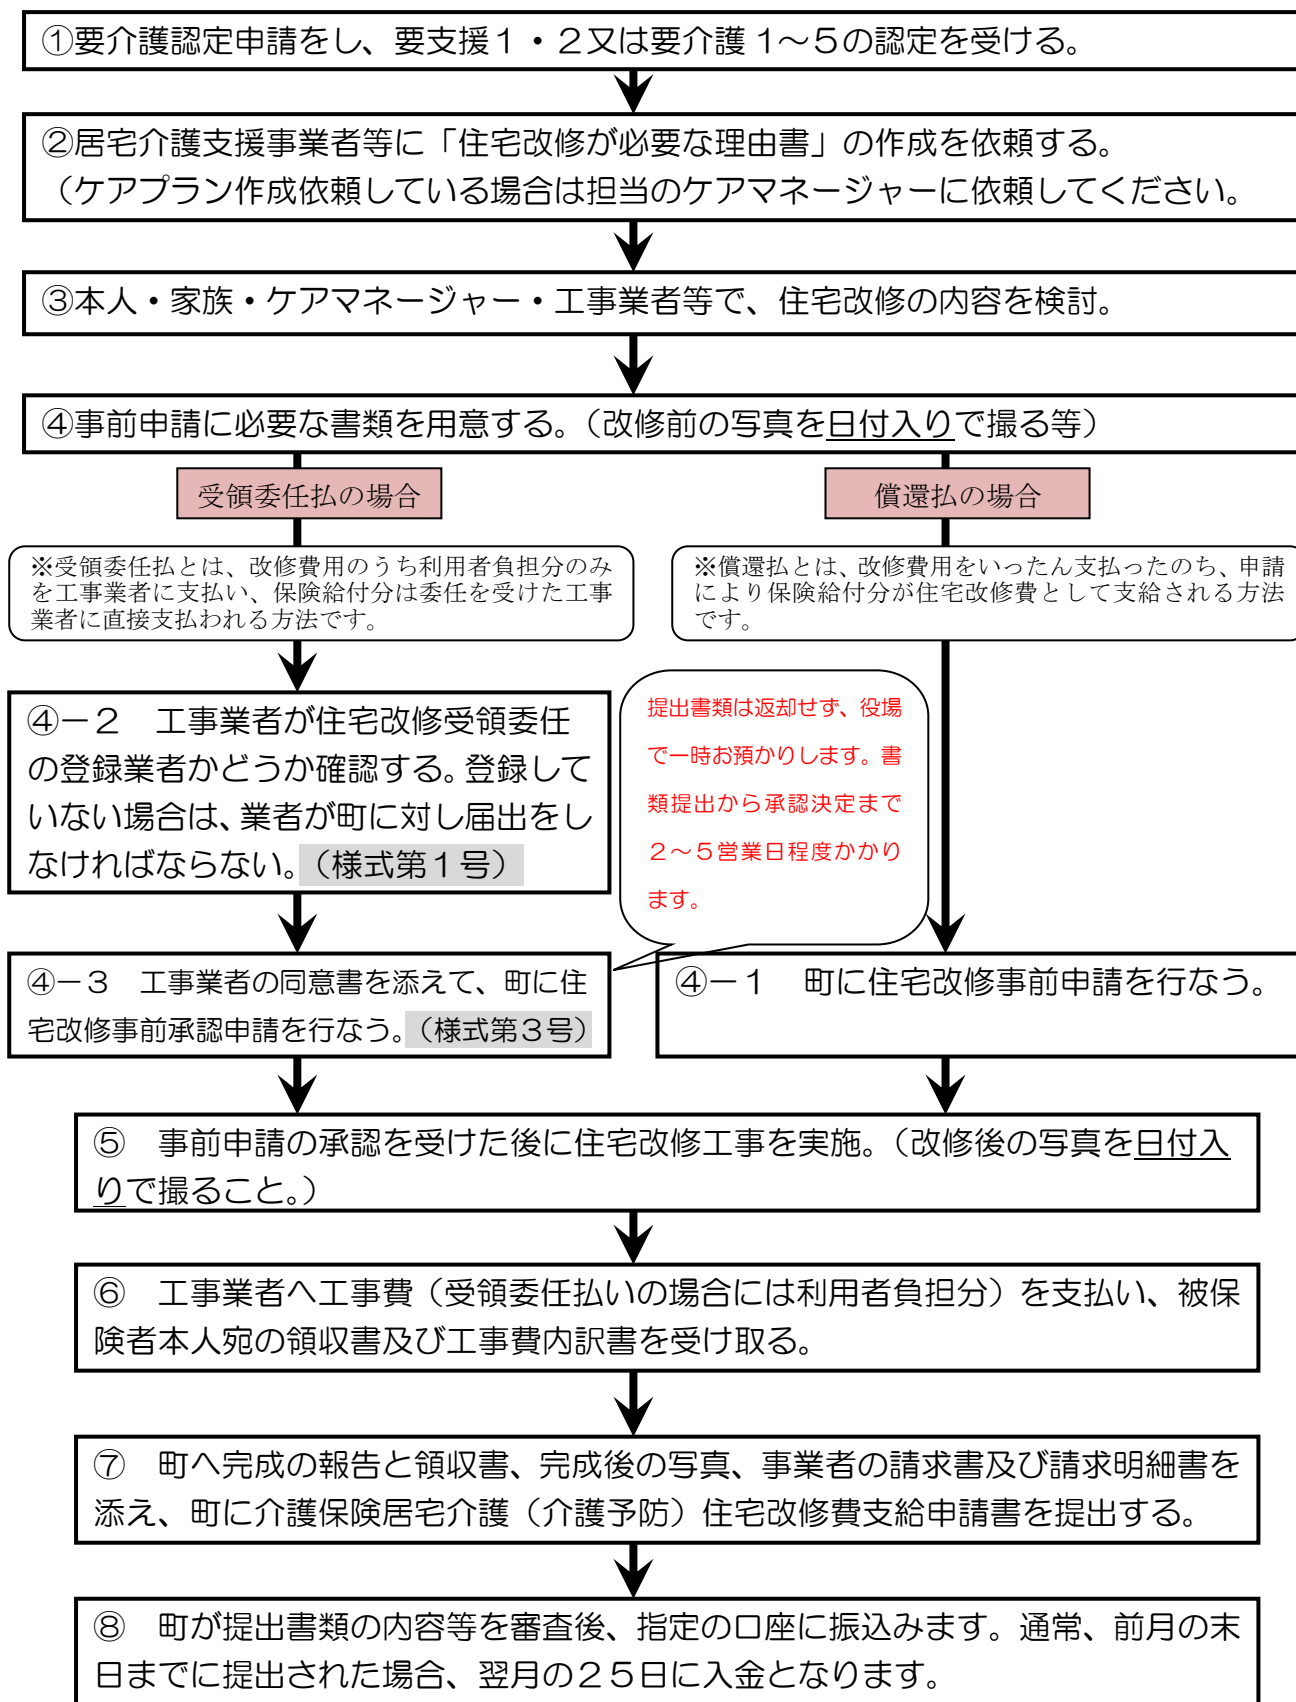 ①要介護認定申請をし、要支援１・２又は要介護 1～５の認定を受ける。
②居宅介護支援事業者等に「住宅改修が必要な理由書」の作成を依頼する。
（ケアプラン作成依頼している場合は担当のケアマネージャーに依頼してください。
③本人・家族・ケアマネージャー・工事業者等で、住宅改修の内容を検討。
④事前申請に必要な書類を用意する。（改修前の写真を日付入りで撮る等）
受領委任払の場合
※受領委任払とは、改修費用のうち利用者負担分のみ
を工事業者に支払い、保険給付分は委任を受けた工事
業者に直接支払われる方法です。
償還払の場合
※償還払とは、改修費用をいったん支払ったのち、申請
により保険給付分が住宅改修費として支給される方法
です。
④－２　工事業者が住宅改修受領委任
の登録業者かどうか確認する。登録して
いない場合は、業者が町に対し届出をし
なければならない。（様式第１号）
提出書類は返却せず、役場
で一時お預かりします。書
類提出から承認決定まで
２～５営業日程度かかり
ます。
④－３　工事業者の同意書を添えて、町に住
宅改修事前承認申請を行なう。（様式第３号）
④－１　町に住宅改修事前申請を行なう。
⑤　事前申請の承認を受けた後に住宅改修工事を実施。（改修後の写真を日付入
りで撮ること。）
⑥　工事業者へ工事費（受領委任払いの場合には利用者負担分）を支払い、被保
険者本人宛の領収書及び工事費内訳書を受け取る。
⑦　町へ完成の報告と領収書、完成後の写真、事業者の請求書及び請求明細書を
添え、町に介護保険居宅介護（介護予防）住宅改修費支給申請書を提出する。
⑧　町が提出書類の内容等を審査後、指定の口座に振込みます。通常、前月の末
日までに提出された場合、翌月の２５日に入金となります。